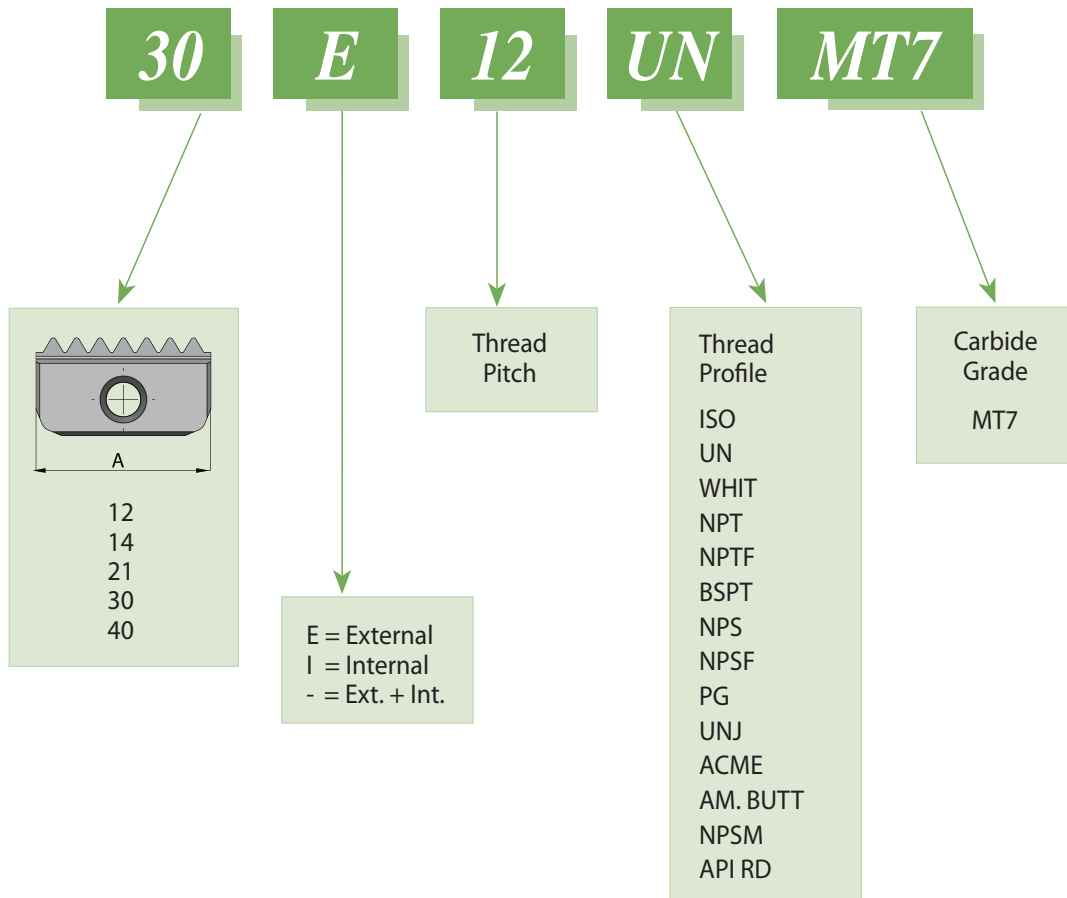 30 E 12 UN MT7
A
12
14
21
30
40
E = External
I = Internal
- = Ext. + Int.
Thread
Pitch
Thread
Profile
ISO
UN
WHIT
NPT
NPTF
BSPT
NPS
NPSF
PG
UNJ
ACME
AM. BUTT
NPSM
API RD
Carbide
Grade
MT7